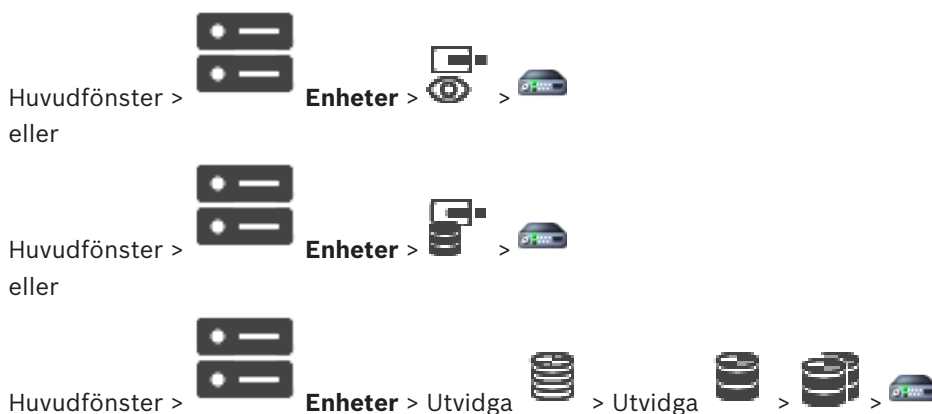 Huvudfönster > Enheter > >
eller
Huvudfönster > Enheter > >
eller
Huvudfönster > Enheter > Utvidga > Utvidga > >